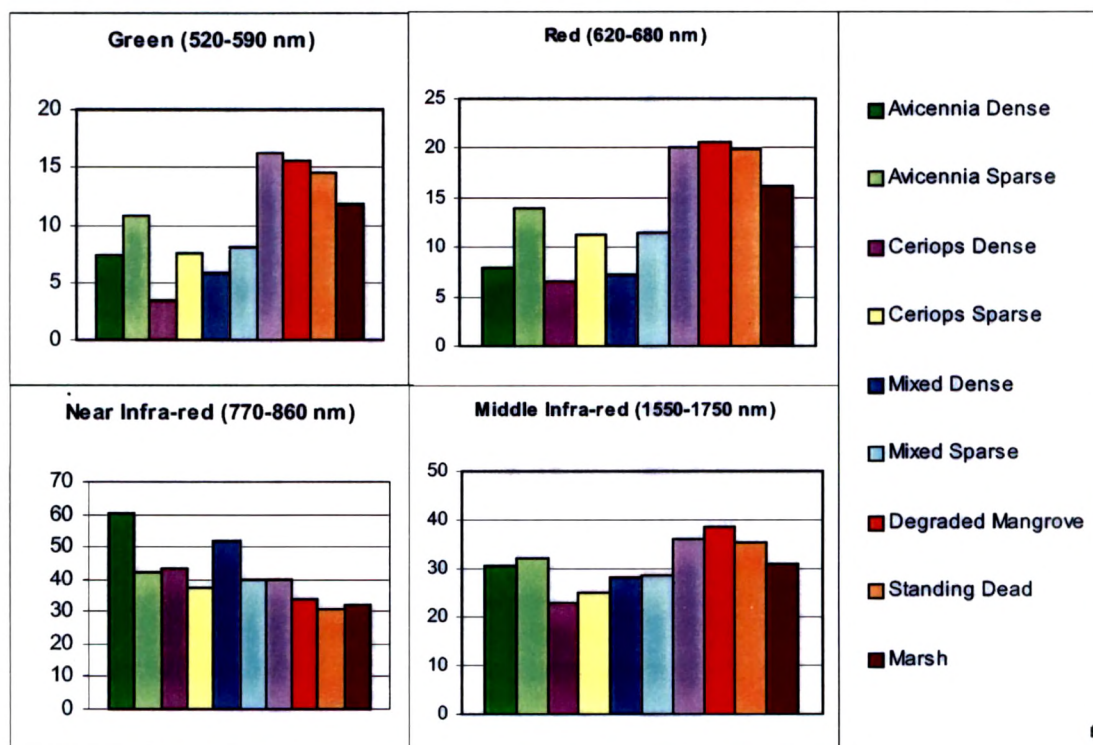 Green (520-590 nm)
20
15
10
5
0
Red (620-680 nm)
25
20
15
10
5
0
Near Infra-red (770-860 nm)
70
60
50
40
30
20
10
0
Middle Infra-red (1550-1750 nm)
50
40
30
20
10
0
Avicennia Dense
Avicennia Sparse
Ceriops Dense
Ceriops Sparse
Mixed Dense
Mixed Sparse
Degraded Mangrove
Standing Dead
Marsh